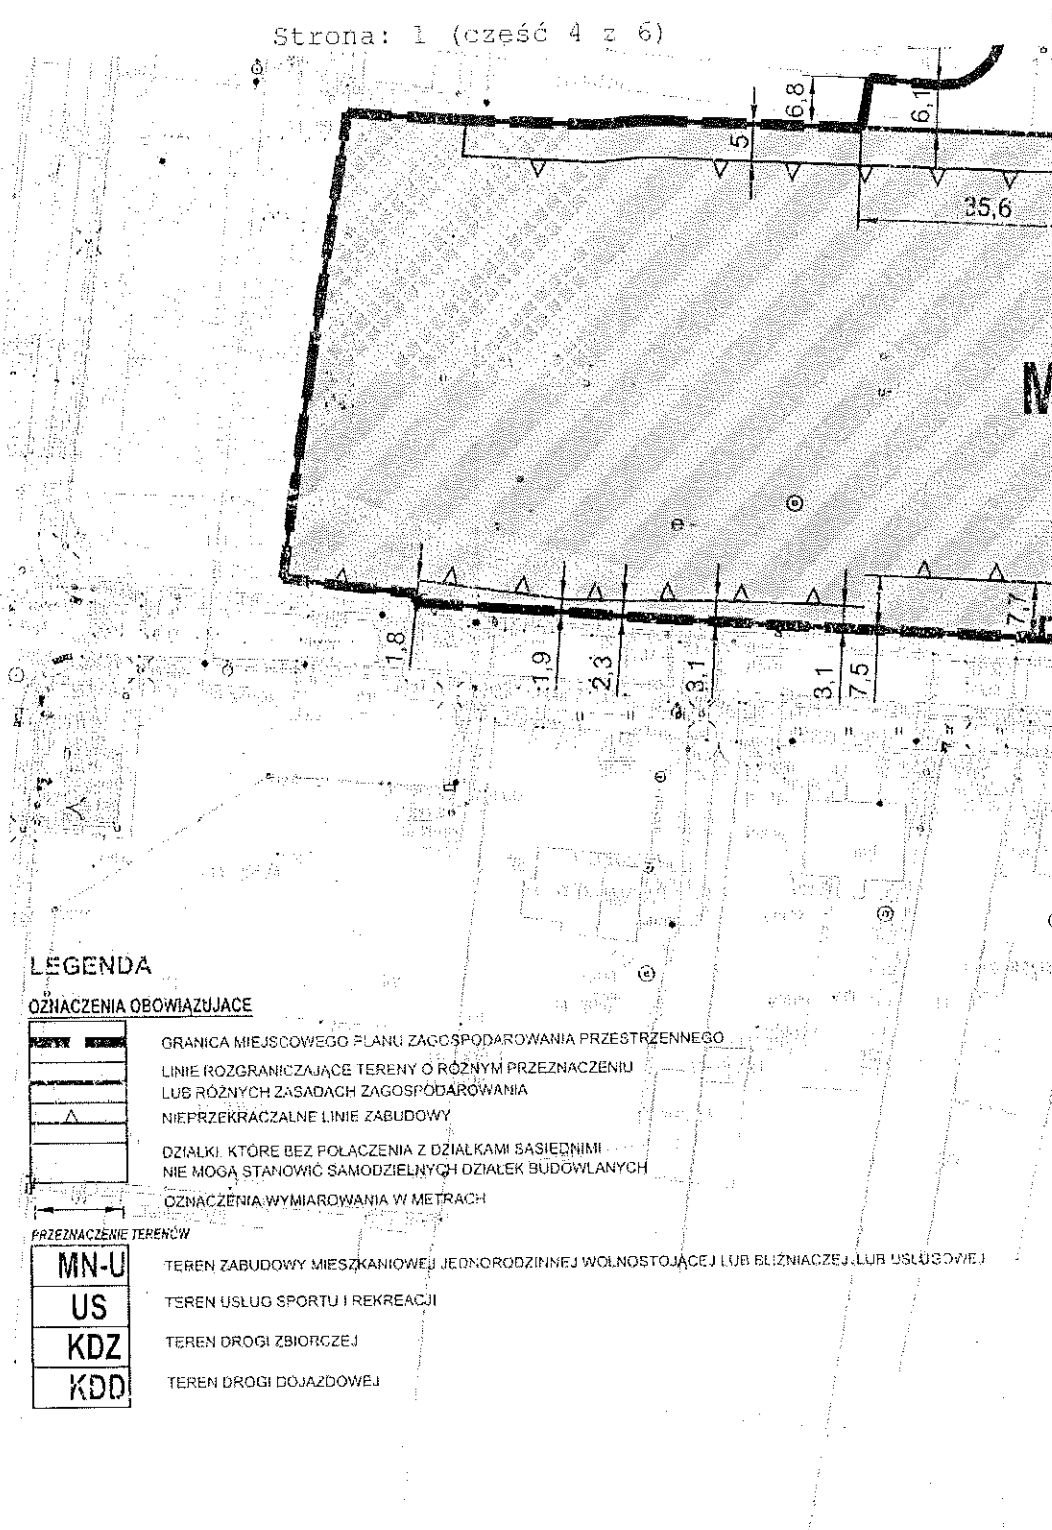 Strona: 1 (część 4 z 6)
6,8
6,1
5
35,6
M
e
1,8
1,9
2,3
3,1
3,1
7,5
7,7
LEGENDA
OZNACZENIA OBOWIĄZUJĄCE
GRANICA MIEJSCOWEGO PLANU ZAGOSPODAROWANIA PRZESTRZENNEGO
LINIE ROZGRANICZAJĄCE TERENY O RÓŻNYM PRZEZNACZENIU
LUB RÓŻNYCH ZASADACH ZAGOSPODAROWANIA
NIEPRZEKRACZALNE LINIE ZABUDOWY
DZIAŁKI, KTÓRE BEZ POŁĄCZENIA Z DZIAŁKAMI SĄSIEDNIMI
NIE MOGĄ STANOWIĆ SAMODZIELNYCH DZIAŁEK BUDOWLANYCH
OZNACZENIA WYMIAROWANIA W METRACH
PRZEZNACZENIE TERENÓW
MN-U TEREN ZABUDOWY MIESZKANIOWEJ JEDNORODZINNEJ WOLNOSTOJĄCEJ LUB BLIŹNIACZEJ LUB USŁUGOWEJ
US TEREN USŁUG SPORTU I REKREACJI
KDZ TEREN DROGI ZBIORCZEJ
KDD TEREN DROGI DOJAZDOWEJ